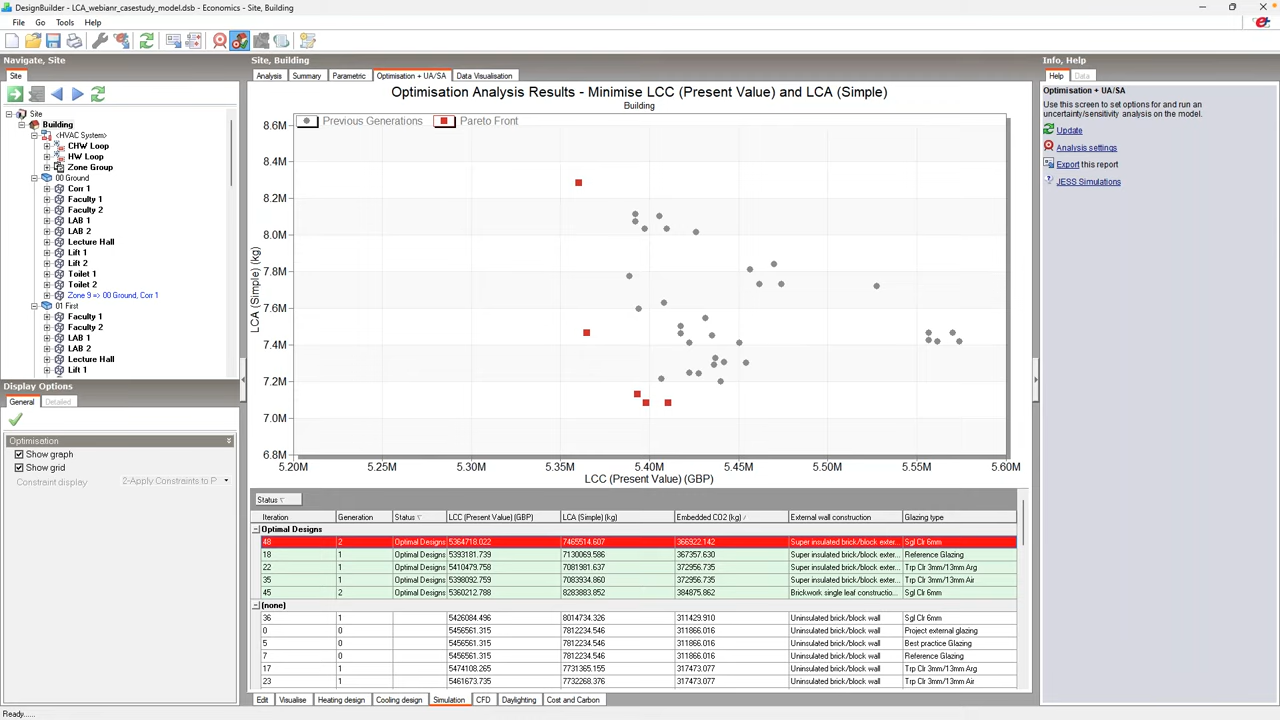 DesignBuilder - LCA_webianr_casestudy_model.dsb - Economics - Site, Building
File Go Tools Help
Navigate, Site
Site
Site
Building
<HVAC System>
CHW Loop
HW Loop
Zone Group
00 Ground
Corr 1
Faculty 1
Faculty 2
LAB 1
LAB 2
Lecture Hall
Lift 1
Lift 2
Toilet 1
Toilet 2
Zone 9 => 00 Ground, Corr 1
01 First
Faculty 1
Faculty 2
LAB 1
LAB 2
Lecture Hall
Lift 1
Display Options
General Detailed
Optimisation
Show graph
Show grid
Constraint display 2-Apply Constraints to P
Site, Building
Analysis Summary Parametric Optimisation + UA/SA Data Visualisation
Optimisation Analysis Results - Minimise LCC (Present Value) and LCA (Simple)
Building
Previous Generations Pareto Front
8.6M
8.4M
8.2M
8.0M
7.8M
7.6M
7.4M
7.2M
7.0M
6.8M
LCA (Simple) (kg)
5.20M 5.25M 5.30M 5.35M 5.40M 5.45M 5.50M 5.55M 5.60M
LCC (Present Value) (GBP)
Status
Iteration Generation Status LCC (Present Value) (GBP) LCA (Simple) (kg) Embedded CO2 (kg) External wall construction Glazing type
Optimal Designs
48 2 Optimal Designs 5364718.022 7465514.607 366922.142 Super insulated brick/block exter... Sgl Clr 6mm
18 1 Optimal Designs 5393181.739 7130069.586 367357.630 Super insulated brick/block exter... Reference Glazing
22 1 Optimal Designs 5410479.758 7081981.637 372956.735 Super insulated brick/block exter... Trp Clr 3mm/13mm Arg
35 1 Optimal Designs 5398092.759 7083934.860 372956.735 Super insulated brick/block exter... Trp Clr 3mm/13mm Air
45 2 Optimal Designs 5360212.788 8283883.852 384875.862 Brickwork single leaf constructio... Sgl Clr 6mm
(none)
36 1 5426084.496 8014734.326 311429.910 Uninsulated brick/block wall Sgl Clr 6mm
0 0 5456561.315 7812234.546 311866.016 Uninsulated brick/block wall Project external glazing
5 0 5456561.315 7812234.546 311866.016 Uninsulated brick/block wall Best practice Glazing
7 0 5456561.315 7812234.546 311866.016 Uninsulated brick/block wall Reference Glazing
17 1 5474108.265 7731365.155 317473.077 Uninsulated brick/block wall Trp Clr 3mm/13mm Arg
23 1 5461673.735 7732268.376 317473.077 Uninsulated brick/block wall Trp Clr 3mm/13mm Air
Edit Visualise Heating design Cooling design Simulation CFD Daylighting Cost and Carbon
Info, Help
Help Data
Optimisation + UA/SA
Use this screen to set options for and run an
uncertainty/sensitivity analysis on the model.
Update
Analysis settings
Export this report
JESS Simulations
Ready.....